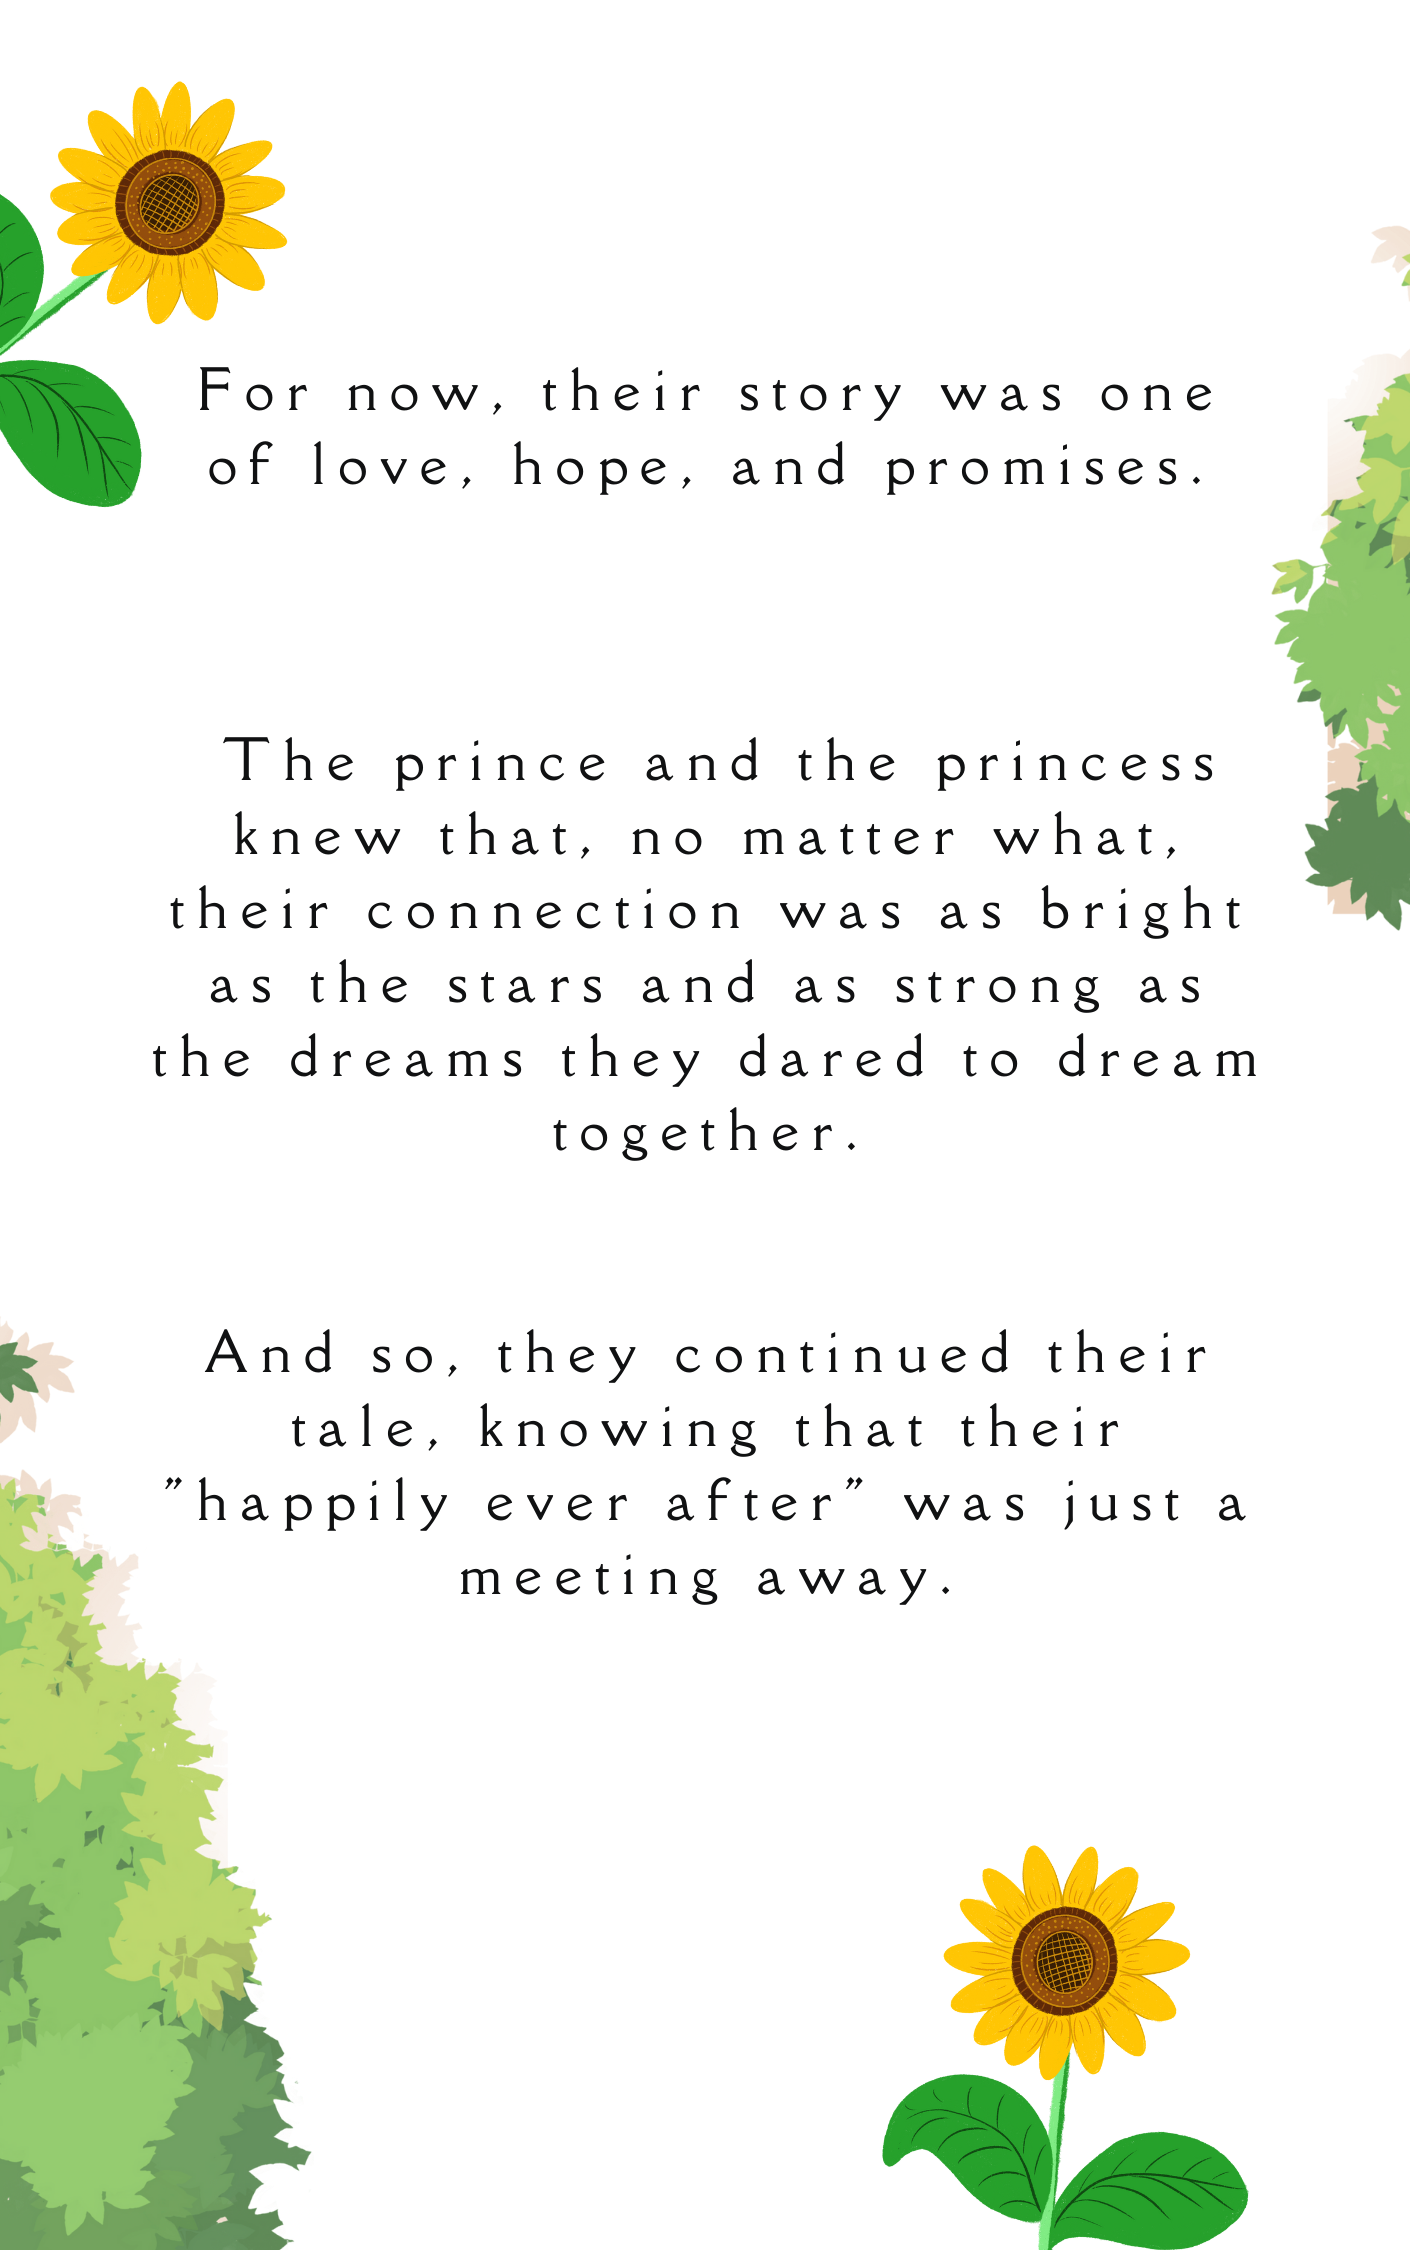 For now, their story was one
of love, hope, and promises.
The prince and the princess
knew that, no matter what,
their connection was as bright
as the stars and as strong as
the dreams they dared to dream
together.
And so, they continued their
tale, knowing that their
"happily ever after" was just a
meeting away.